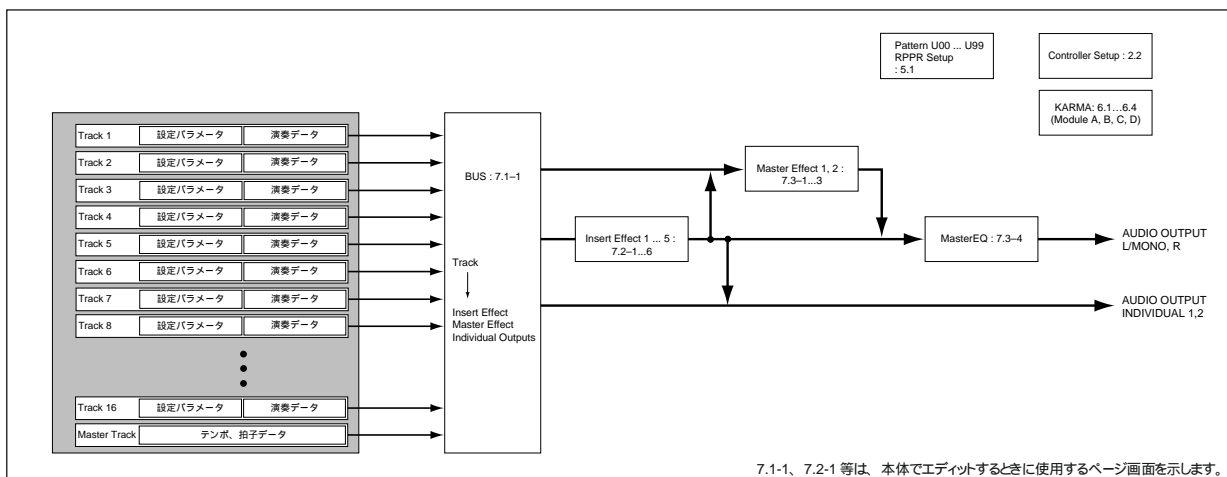 Pattern U00 ... U99
RPPR Setup
: 5.1
Controller Setup : 2.2
KARMA: 6.1...6.4
(Module A, B, C, D)
Track 1 設定パラメータ 演奏データ
Track 2 設定パラメータ 演奏データ
Track 3 設定パラメータ 演奏データ
Track 4 設定パラメータ 演奏データ
Track 5 設定パラメータ 演奏データ
Track 6 設定パラメータ 演奏データ
Track 7 設定パラメータ 演奏データ
Track 8 設定パラメータ 演奏データ
Track 16 設定パラメータ 演奏データ
Master Track テンポ、拍子データ
BUS : 7.1–1
Track
Insert Effect
Master Effect
Individual Outputs
Insert Effect 1 ... 5 :
7.2–1...6
Master Effect 1, 2 :
7.3–1...3
MasterEQ : 7.3–4
AUDIO OUTPUT
L/MONO, R
AUDIO OUTPUT
INDIVIDUAL 1,2
7.1-1、7.2-1 等は、本体でエディットするときに使用するページ画面を示します。